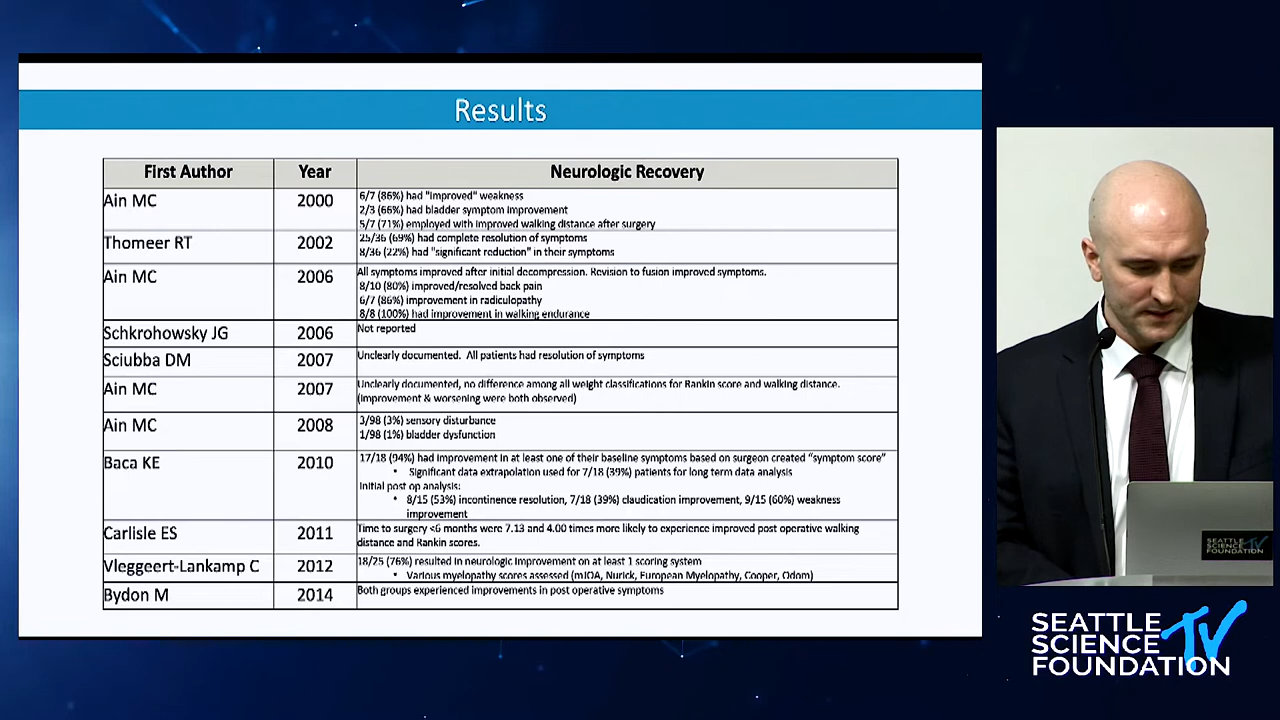 Results
First Author Year Neurologic Recovery
Ain MC 2000 6/7 (86%) had "improved" weakness
2/3 (66%) had bladder symptom improvement
5/7 (71%) employed with improved walking distance after surgery
Thomeer RT 2002 25/36 (69%) had complete resolution of symptoms
8/36 (22%) had "significant reduction" in their symptoms
Ain MC 2006 All symptoms improved after initial decompression. Revision to fusion improved symptoms.
8/10 (80%) improved/resolved back pain
6/7 (86%) improvement in radiculopathy
8/8 (100%) had improvement in walking endurance
Schkrohowsky JG 2006 Not reported
Sciubba DM 2007 Unclearly documented. All patients had resolution of symptoms
Ain MC 2007 Unclearly documented, no difference among all weight classifications for Rankin score and walking distance.
(improvement & worsening were both observed)
Ain MC 2008 3/98 (3%) sensory disturbance
1/98 (1%) bladder dysfunction
Baca KE 2010 17/18 (94%) had improvement in at least one of their baseline symptoms based on surgeon created “symptom score”
• Significant data extrapolation used for 7/18 (39%) patients for long term data analysis
Initial post op analysis:
• 8/15 (53%) incontinence resolution, 7/18 (39%) claudication improvement, 9/15 (60%) weakness
improvement
Carlisle ES 2011 Time to surgery <6 months were 7.13 and 4.00 times more likely to experience improved post operative walking
distance and Rankin scores.
Vleggeert-Lankamp C 2012 18/25 (76%) resulted in neurologic improvement on at least 1 scoring system
• Various myelopathy scores assessed (mJOA, Nurick, European Myelopathy, Cooper, Odom)
Bydon M 2014 Both groups experienced improvements in post operative symptoms
SEATTLE
SCIENCE TV
FOUNDATION
SEATTLE
SCIENCE TV
FOUNDATION